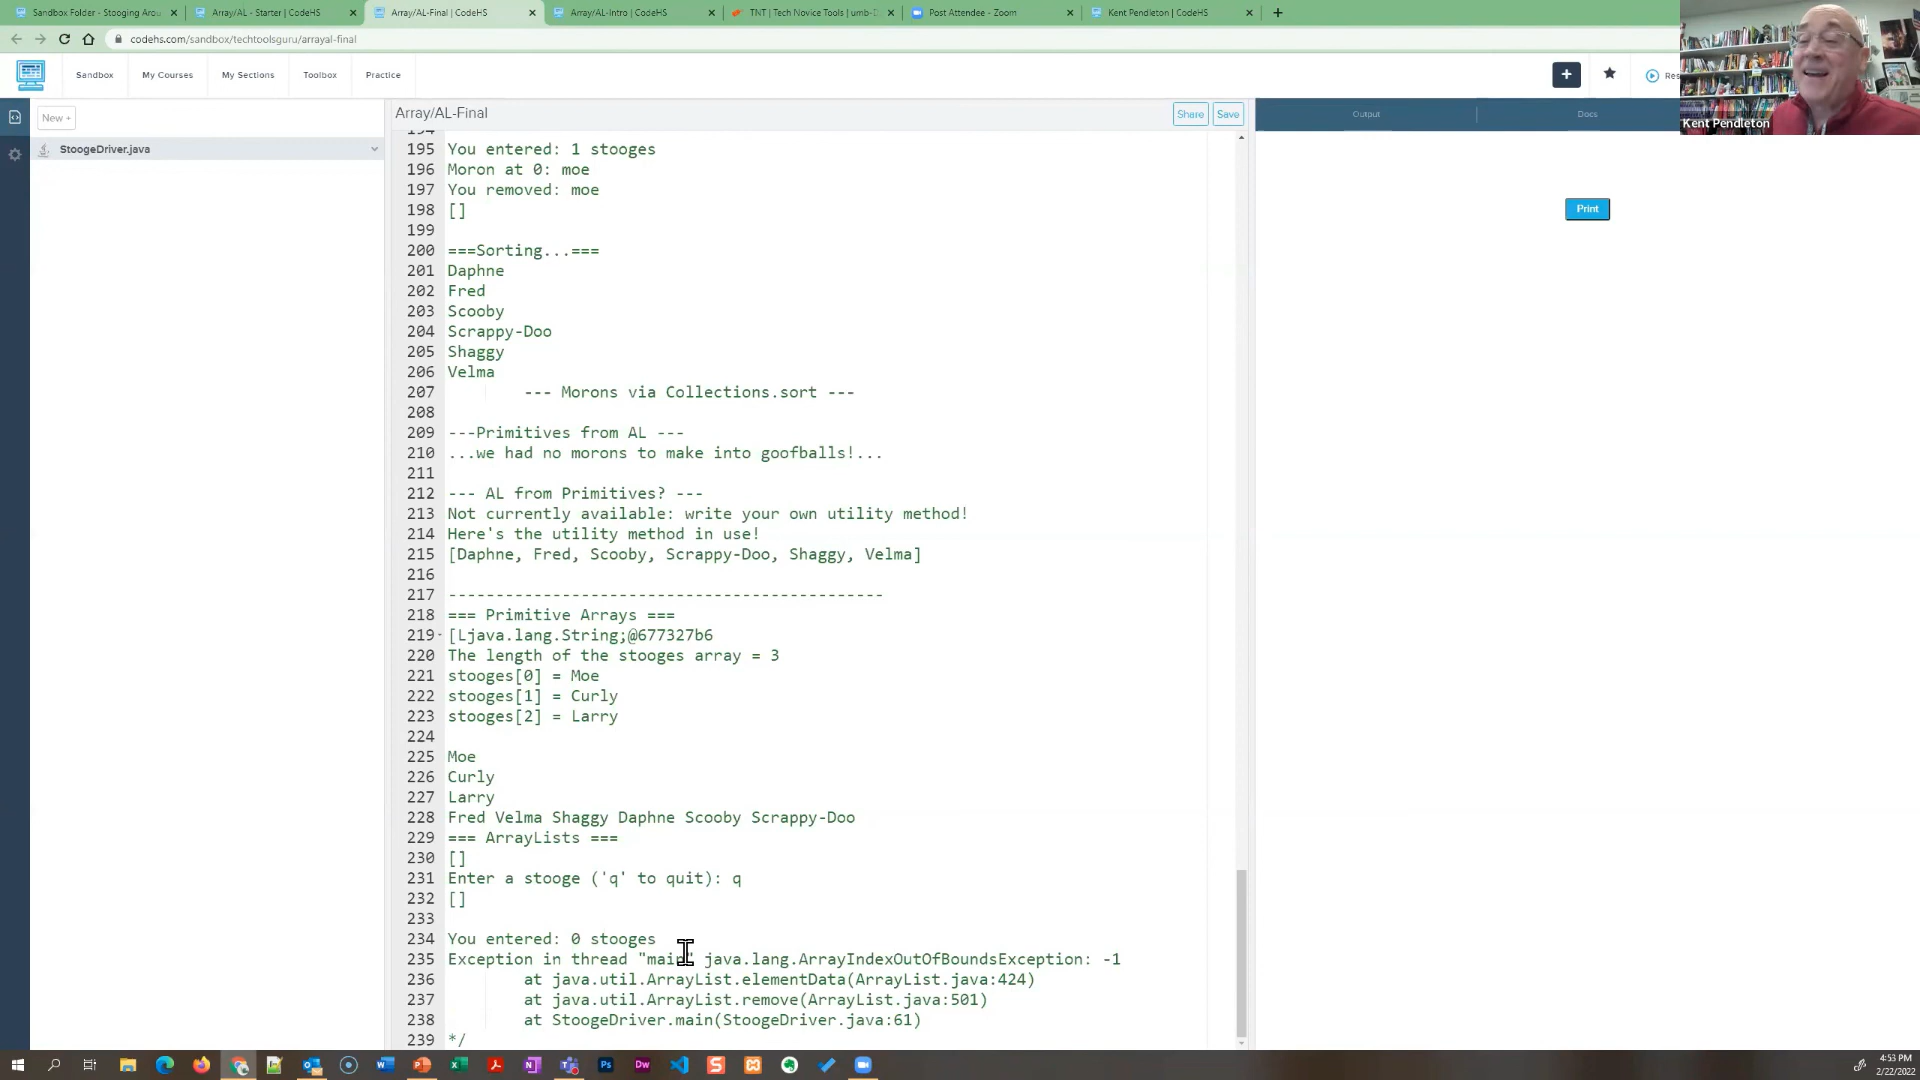 Sandbox Folder - Stooging Arou
Array/AL - Starter | CodeHS
Array/AL-Final | CodeHS
Array/AL-Intro | CodeHS
TNT | Tech Novice Tools | umb-D
Post Attendee - Zoom
Kent Pendleton | CodeHS
codehs.com/sandbox/techtoolsguru/arrayal-final
Sandbox
My Courses
My Sections
Toolbox
Practice
Kent Pendleton
New +
Array/AL-Final
Share
Save
Output
Docs
StoogeDriver.java
Print
194
195 You entered: 1 stooges
196 Moron at 0: moe
197 You removed: moe
198 []
199
200 ===Sorting...===
201 Daphne
202 Fred
203 Scooby
204 Scrappy-Doo
205 Shaggy
206 Velma
207 --- Morons via Collections.sort ---
208
209 ---Primitives from AL ---
210 ...we had no morons to make into goofballs!...
211
212 --- AL from Primitives? ---
213 Not currently available: write your own utility method!
214 Here's the utility method in use!
215 [Daphne, Fred, Scooby, Scrappy-Doo, Shaggy, Velma]
216
217 ----------------------------------------------
218 === Primitive Arrays ===
219 [Ljava.lang.String;@677327b6
220 The length of the stooges array = 3
221 stooges[0] = Moe
222 stooges[1] = Curly
223 stooges[2] = Larry
224
225 Moe
226 Curly
227 Larry
228 Fred Velma Shaggy Daphne Scooby Scrappy-Doo
229 === ArrayLists ===
230 []
231 Enter a stooge ('q' to quit): q
232 []
233
234 You entered: 0 stooges
235 Exception in thread "main" java.lang.ArrayIndexOutOfBoundsException: -1
236 at java.util.ArrayList.elementData(ArrayList.java:424)
237 at java.util.ArrayList.remove(ArrayList.java:501)
238 at StoogeDriver.main(StoogeDriver.java:61)
239 */
4:53 PM
2/22/2022